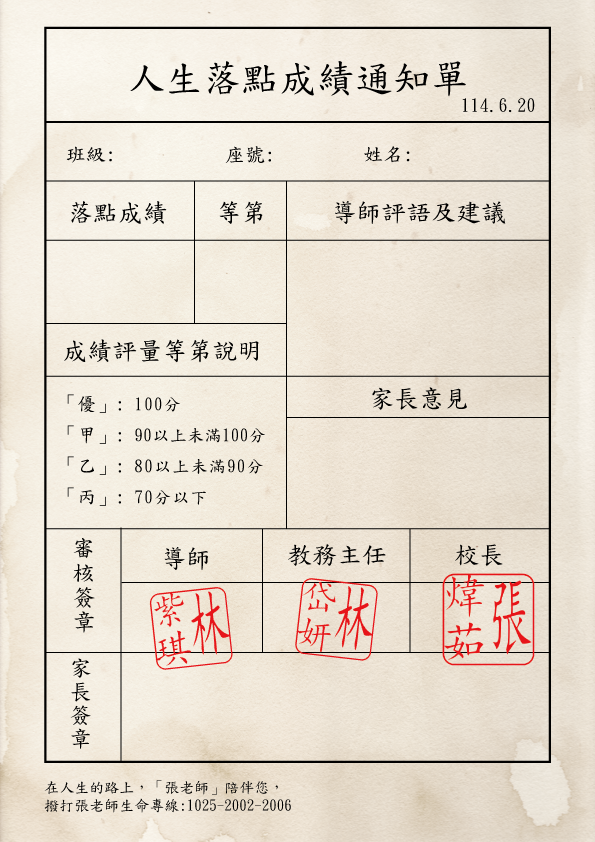 人生落點成績通知單
114.6.20
班級: 座號: 姓名:
落點成績 等第 導師評語及建議
成績評量等第說明
「優」: 100分
「甲」: 90以上未滿100分
「乙」: 80以上未滿90分
「丙」: 70分以下
家長意見
審核簽章
導師 教務主任 校長
林紫琪
林岱妍
張煒茹
家長簽章
在人生的路上，「張老師」陪伴您，
撥打張老師生命專線:1025-2002-2006